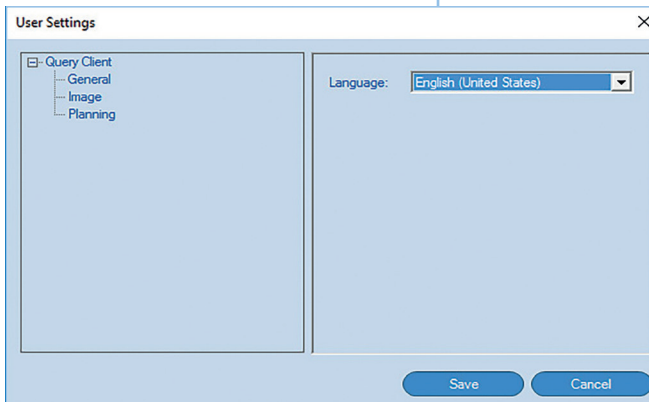 User Settings
Query Client
General
Image
Planning
Language: English (United States)
Save Cancel